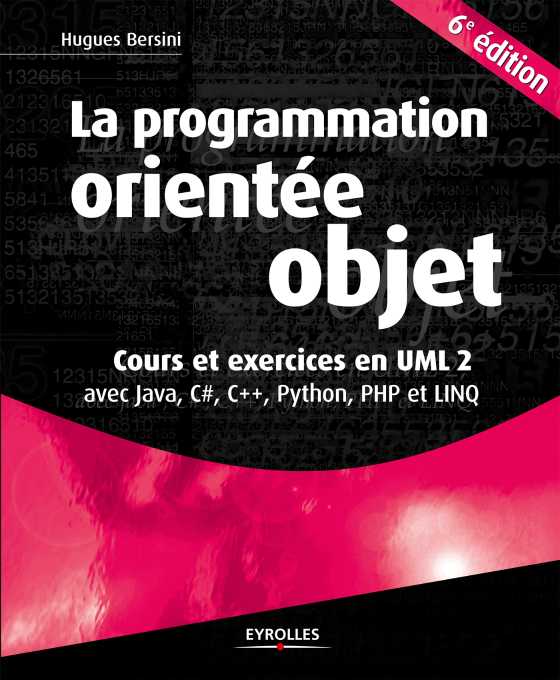 Hugues Bersini
6e édition
La programmation
orientée
objet
Cours et exercices en UML 2
avec Java, C#, C++, Python, PHP et LINQ
EYROLLES